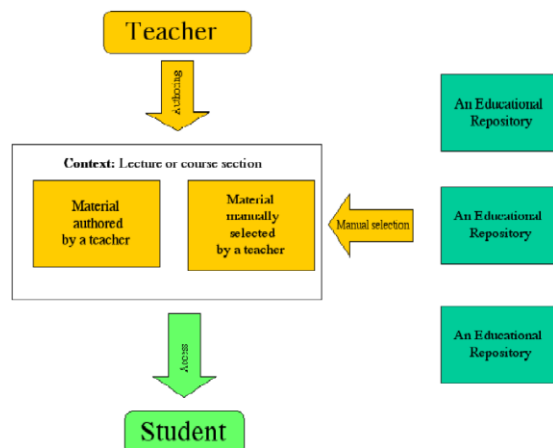 Teacher
Authoring
Context: Lecture or course section
Material
authored
by a teacher
Material
manually
selected
by a teacher
Manual selection
An Educational
Repository
An Educational
Repository
An Educational
Repository
Access
Student